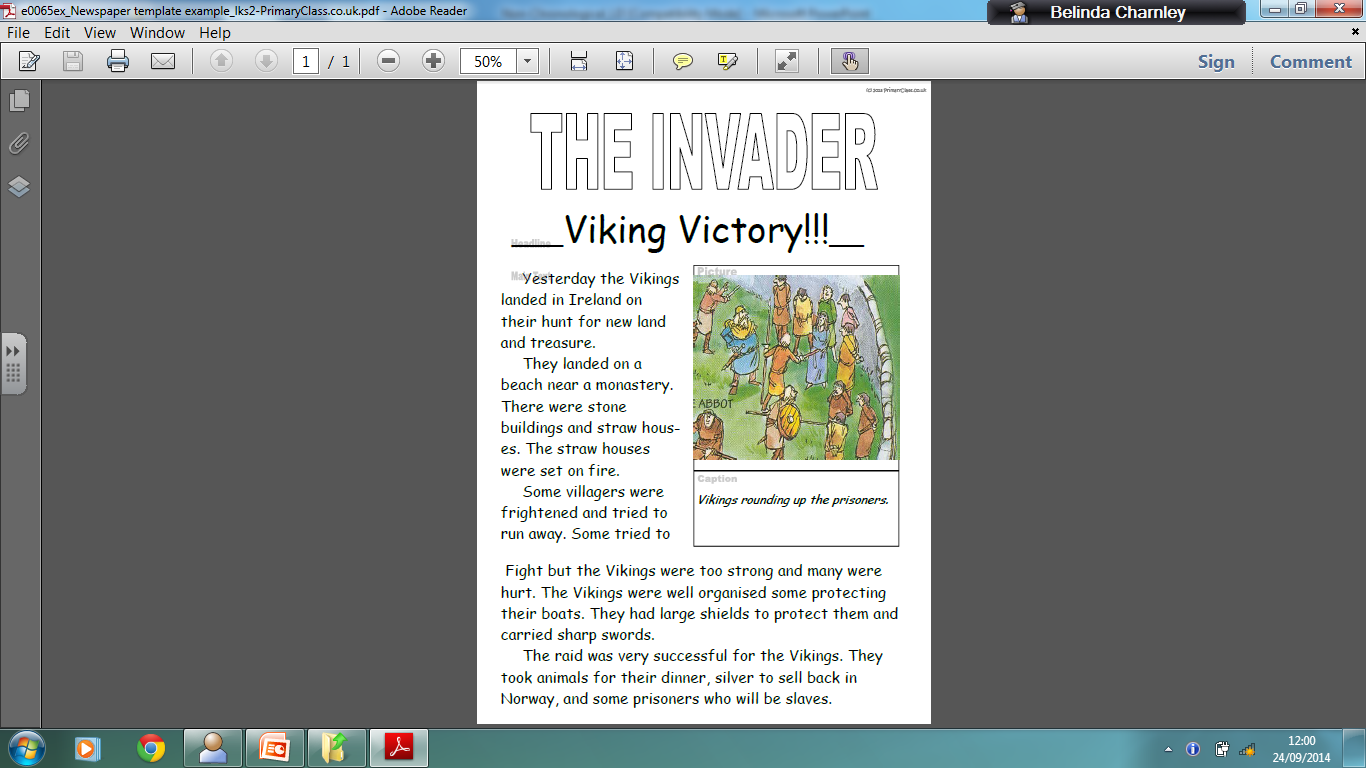 e0065ex_Newspaper template example_lks2-PrimaryClass.co.uk.pdf - Adobe Reader
Belinda Charnley
File Edit View Window Help
1 / 1
50%
Sign
Comment
(c) PrimaryClass.co.uk
THE INVADER
Headline
___Viking Victory!!!__
Main Text
Yesterday the Vikings
landed in Ireland on
their hunt for new land
and treasure.
They landed on a
beach near a monastery.
There were stone
buildings and straw hous-
es. The straw houses
were set on fire.
Some villagers were
frightened and tried to
run away. Some tried to
Picture
E ABBOT
Caption
Vikings rounding up the prisoners.
Fight but the Vikings were too strong and many were
hurt. The Vikings were well organised some protecting
their boats. They had large shields to protect them and
carried sharp swords.
The raid was very successful for the Vikings. They
took animals for their dinner, silver to sell back in
Norway, and some prisoners who will be slaves.
12:00
24/09/2014